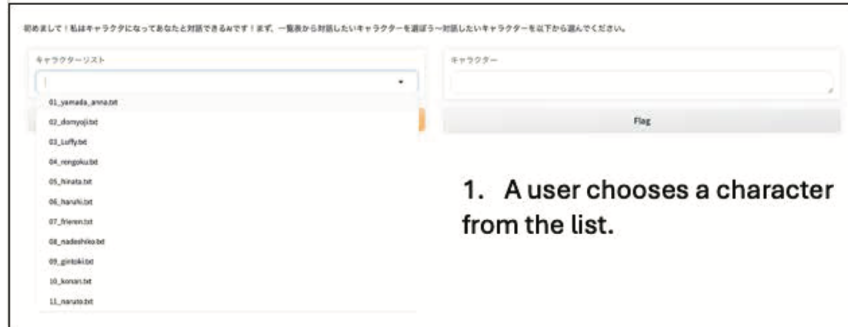 初めまして！私はキャラクタになってあなたと対話できるAIです！まず、一覧表から対話したいキャラクターを選ぼう〜対話したいキャラクターを以下から選んでください。
キャラクターリスト
キャラクター
01_yamada_anna.txt
02_domyoji.txt
Flag
03_Luffy.txt
04_rengoku.txt
05_hinata.txt
06_haruhi.txt
07_frieren.txt
08_nadeshiko.txt
09_gintoki.txt
10_konan.txt
11_naruto.txt
1. A user chooses a character
from the list.